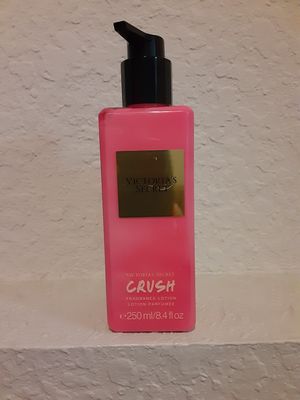 VICTORIA'S
SECRET
VICTORIA'S SECRET
CRUSH
FRAGRANCE LOTION
LOTION PARFUMÉE
℮250 ml/8.4 fl oz